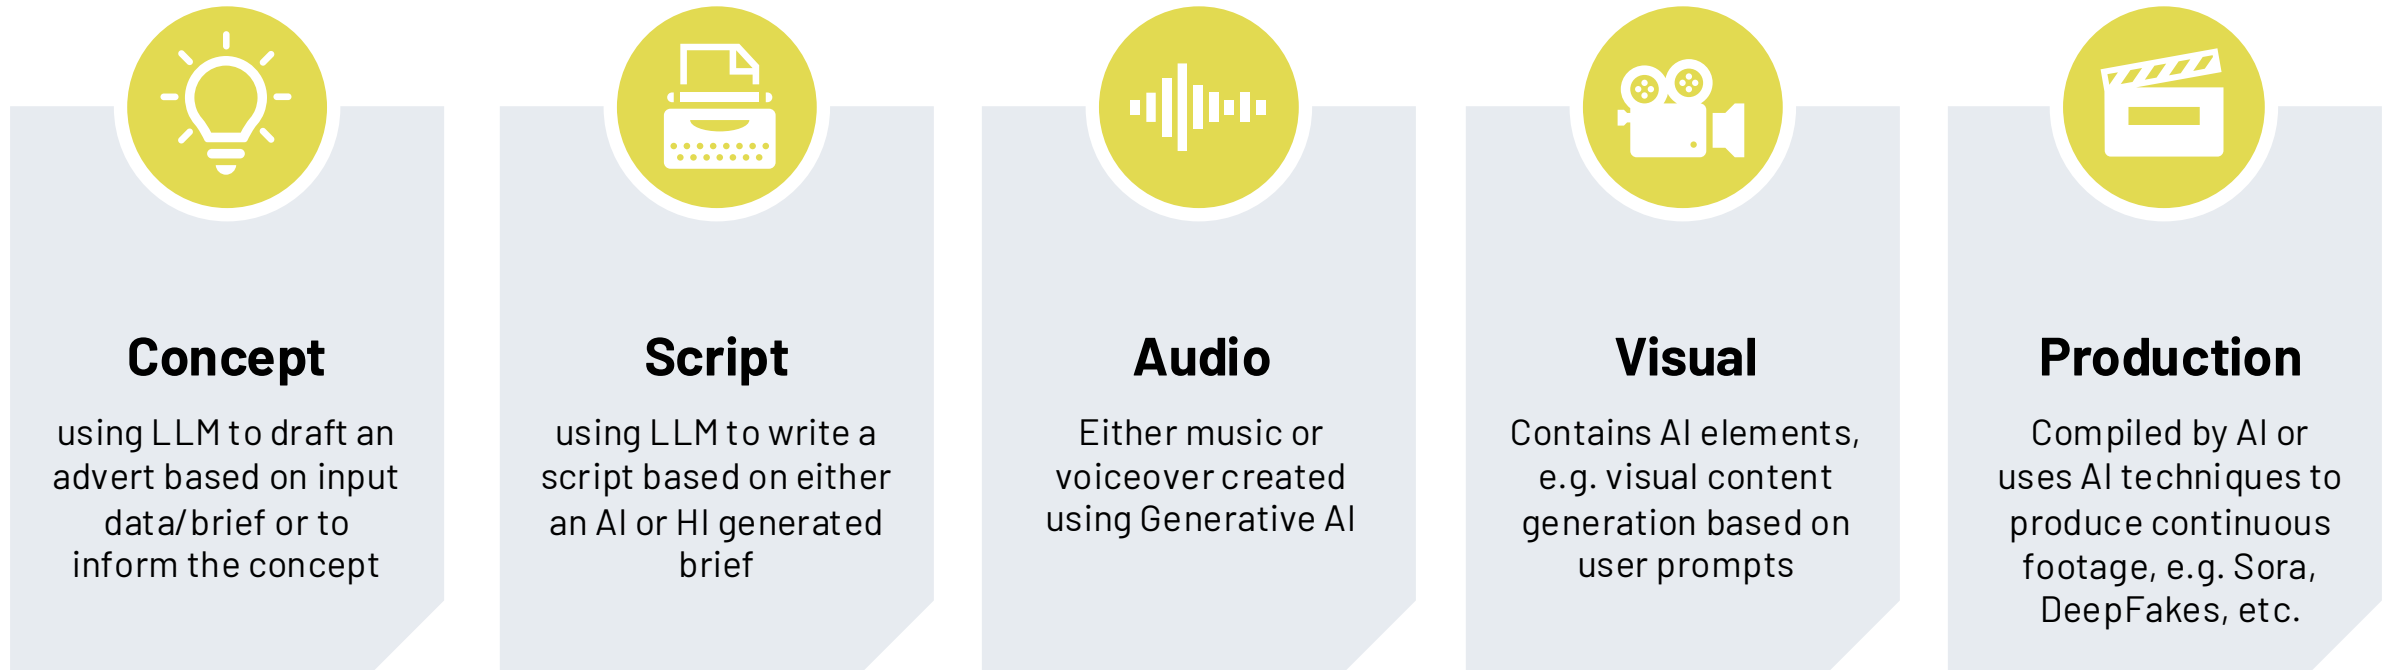 Concept
using LLM to draft an
advert based on input
data/brief or to
inform the concept
Script
using LLM to write a
script based on either
an AI or HI generated
brief
Audio
Either music or
voiceover created
using Generative AI
Visual
Contains AI elements,
e.g. visual content
generation based on
user prompts
Production
Compiled by AI or
uses AI techniques to
produce continuous
footage, e.g. Sora,
DeepFakes, etc.